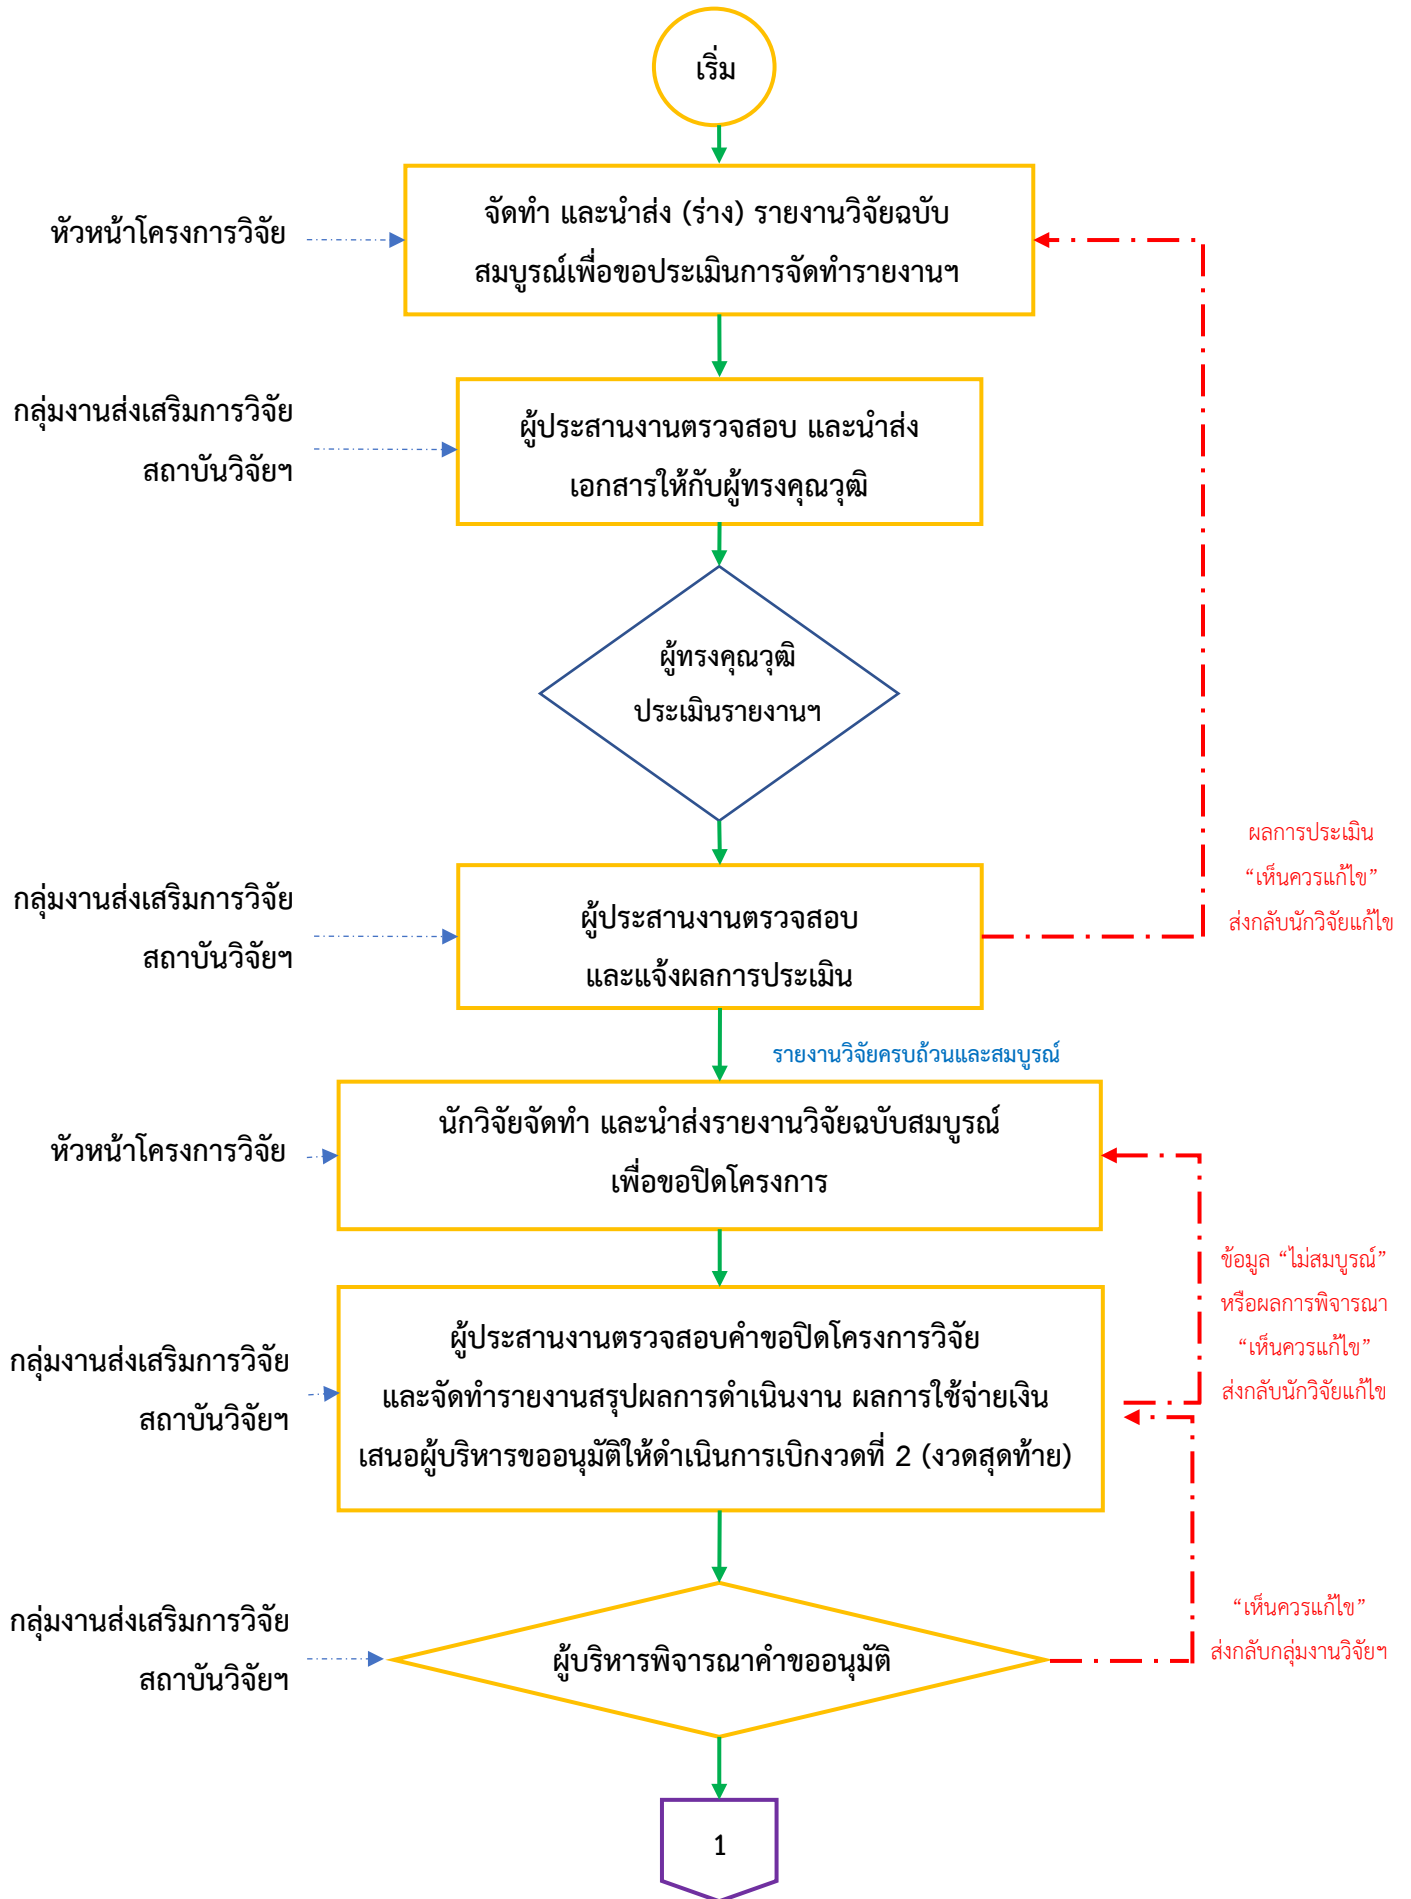 เริ่ม
หัวหน้าโครงการวิจัย
จัดทำ และนำส่ง (ร่าง) รายงานวิจัยฉบับ
สมบูรณ์เพื่อขอประเมินการจัดทำรายงานฯ
กลุ่มงานส่งเสริมการวิจัย
สถาบันวิจัยฯ
ผู้ประสานงานตรวจสอบ และนำส่ง
เอกสารให้กับผู้ทรงคุณวุฒิ
ผู้ทรงคุณวุฒิ
ประเมินรายงานฯ
ผลการประเมิน
“เห็นควรแก้ไข”
ส่งกลับนักวิจัยแก้ไข
กลุ่มงานส่งเสริมการวิจัย
สถาบันวิจัยฯ
ผู้ประสานงานตรวจสอบ
และแจ้งผลการประเมิน
รายงานวิจัยครบถ้วนและสมบูรณ์
หัวหน้าโครงการวิจัย
นักวิจัยจัดทำ และนำส่งรายงานวิจัยฉบับสมบูรณ์
เพื่อขอปิดโครงการ
ข้อมูล “ไม่สมบูรณ์”
หรือผลการพิจารณา
“เห็นควรแก้ไข”
ส่งกลับนักวิจัยแก้ไข
กลุ่มงานส่งเสริมการวิจัย
สถาบันวิจัยฯ
ผู้ประสานงานตรวจสอบคำขอปิดโครงการวิจัย
และจัดทำรายงานสรุปผลการดำเนินงาน ผลการใช้จ่ายเงิน
เสนอผู้บริหารขออนุมัติให้ดำเนินการเบิกงวดที่ 2 (งวดสุดท้าย)
กลุ่มงานส่งเสริมการวิจัย
สถาบันวิจัยฯ
ผู้บริหารพิจารณาคำขออนุมัติ
“เห็นควรแก้ไข”
ส่งกลับกลุ่มงานวิจัยฯ
1